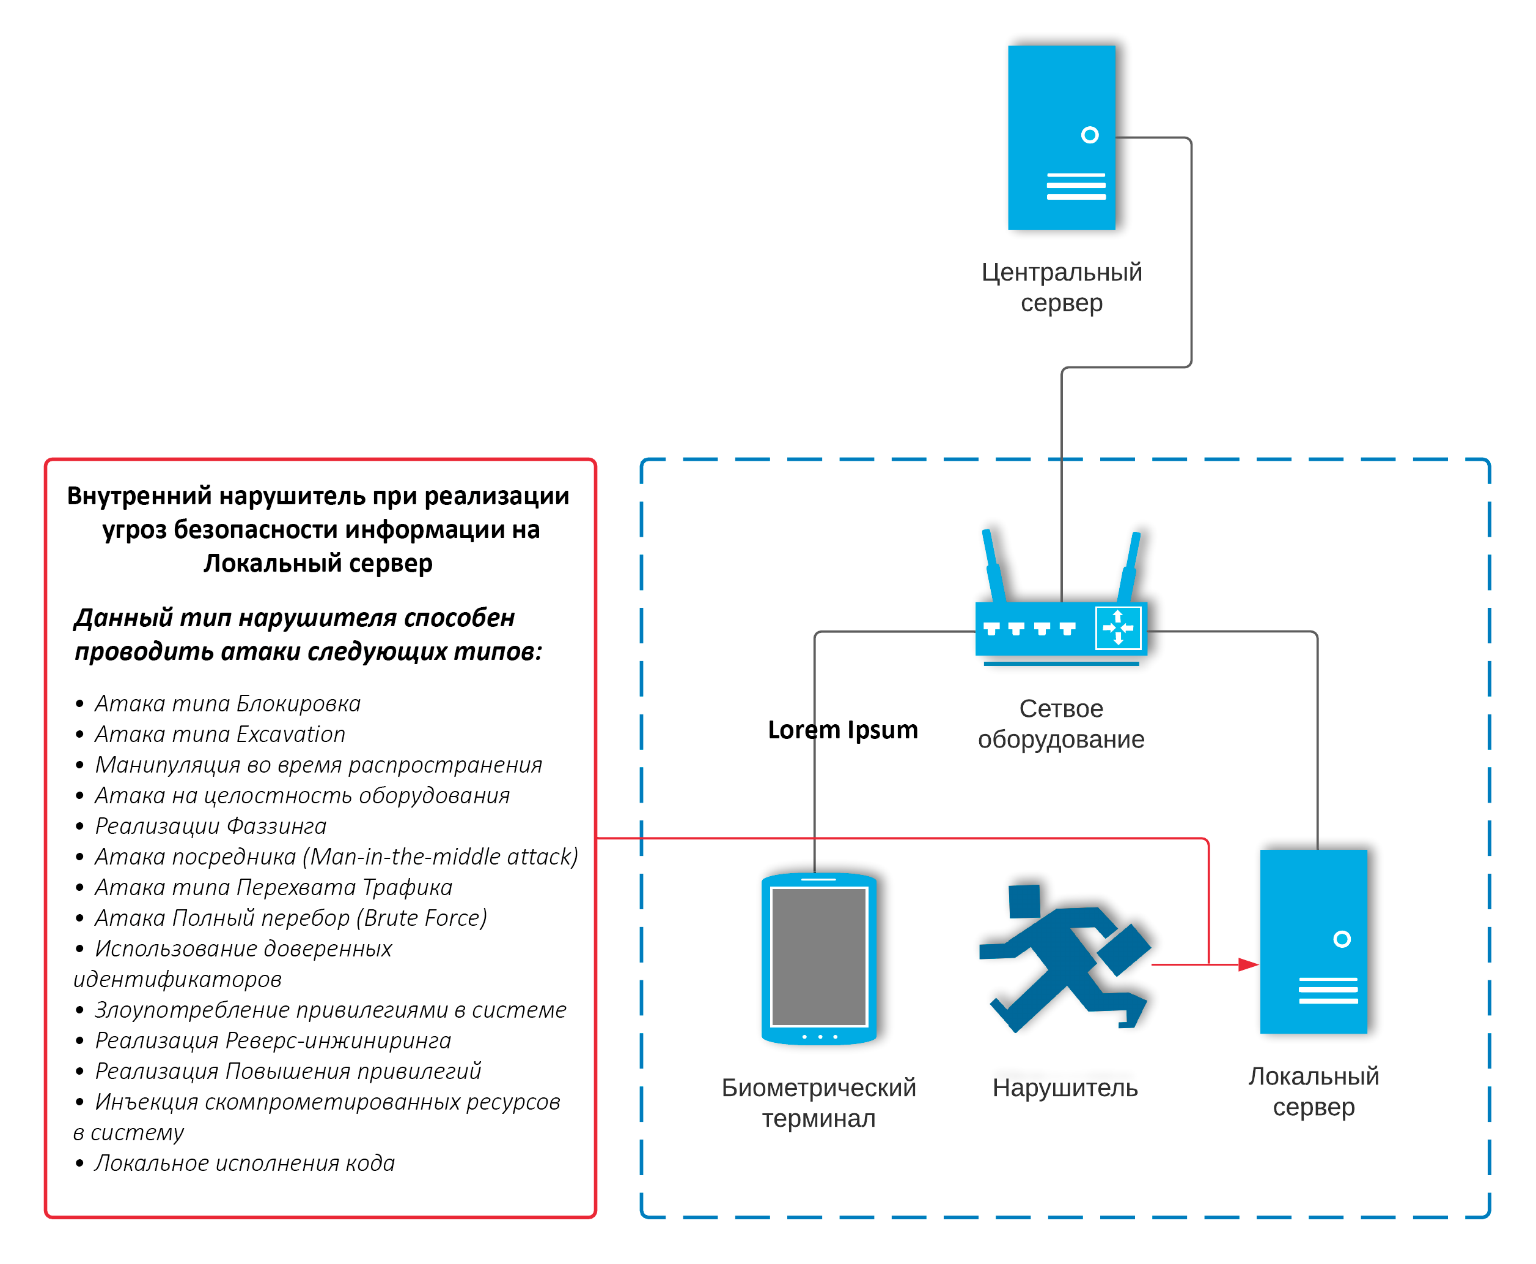 Центральный
сервер
Внутренний нарушитель при реализации
угроз безопасности информации на
Локальный сервер
Данный тип нарушителя способен
проводить атаки следующих типов:
• Атака типа Блокировка
• Атака типа Excavation
• Манипуляция во время распространения
• Атака на целостность оборудования
• Реализации Фаззинга
• Атака посредника (Man-in-the-middle attack)
• Атака типа Перехвата Трафика
• Атака Полный перебор (Brute Force)
• Использование доверенных
идентификаторов
• Злоупотребление привилегиями в системе
• Реализация Реверс-инжиниринга
• Реализация Повышения привилегий
• Инъекция скомпрометированных ресурсов
в систему
• Локальное исполнения кода
Сетвое
оборудование
Lorem Ipsum
Биометрический
терминал
Нарушитель
Локальный
сервер